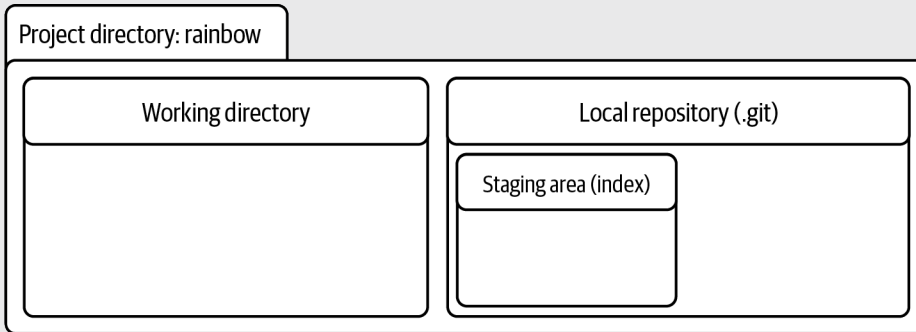 Project directory: rainbow
Working directory
Local repository (.git)
Staging area (index)